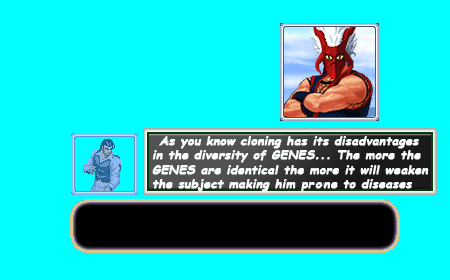 As you know cloning has its disadvantages
in the diversity of GENES... The more the
GENES are identical the more it will weaken
the subject making him prone to diseases